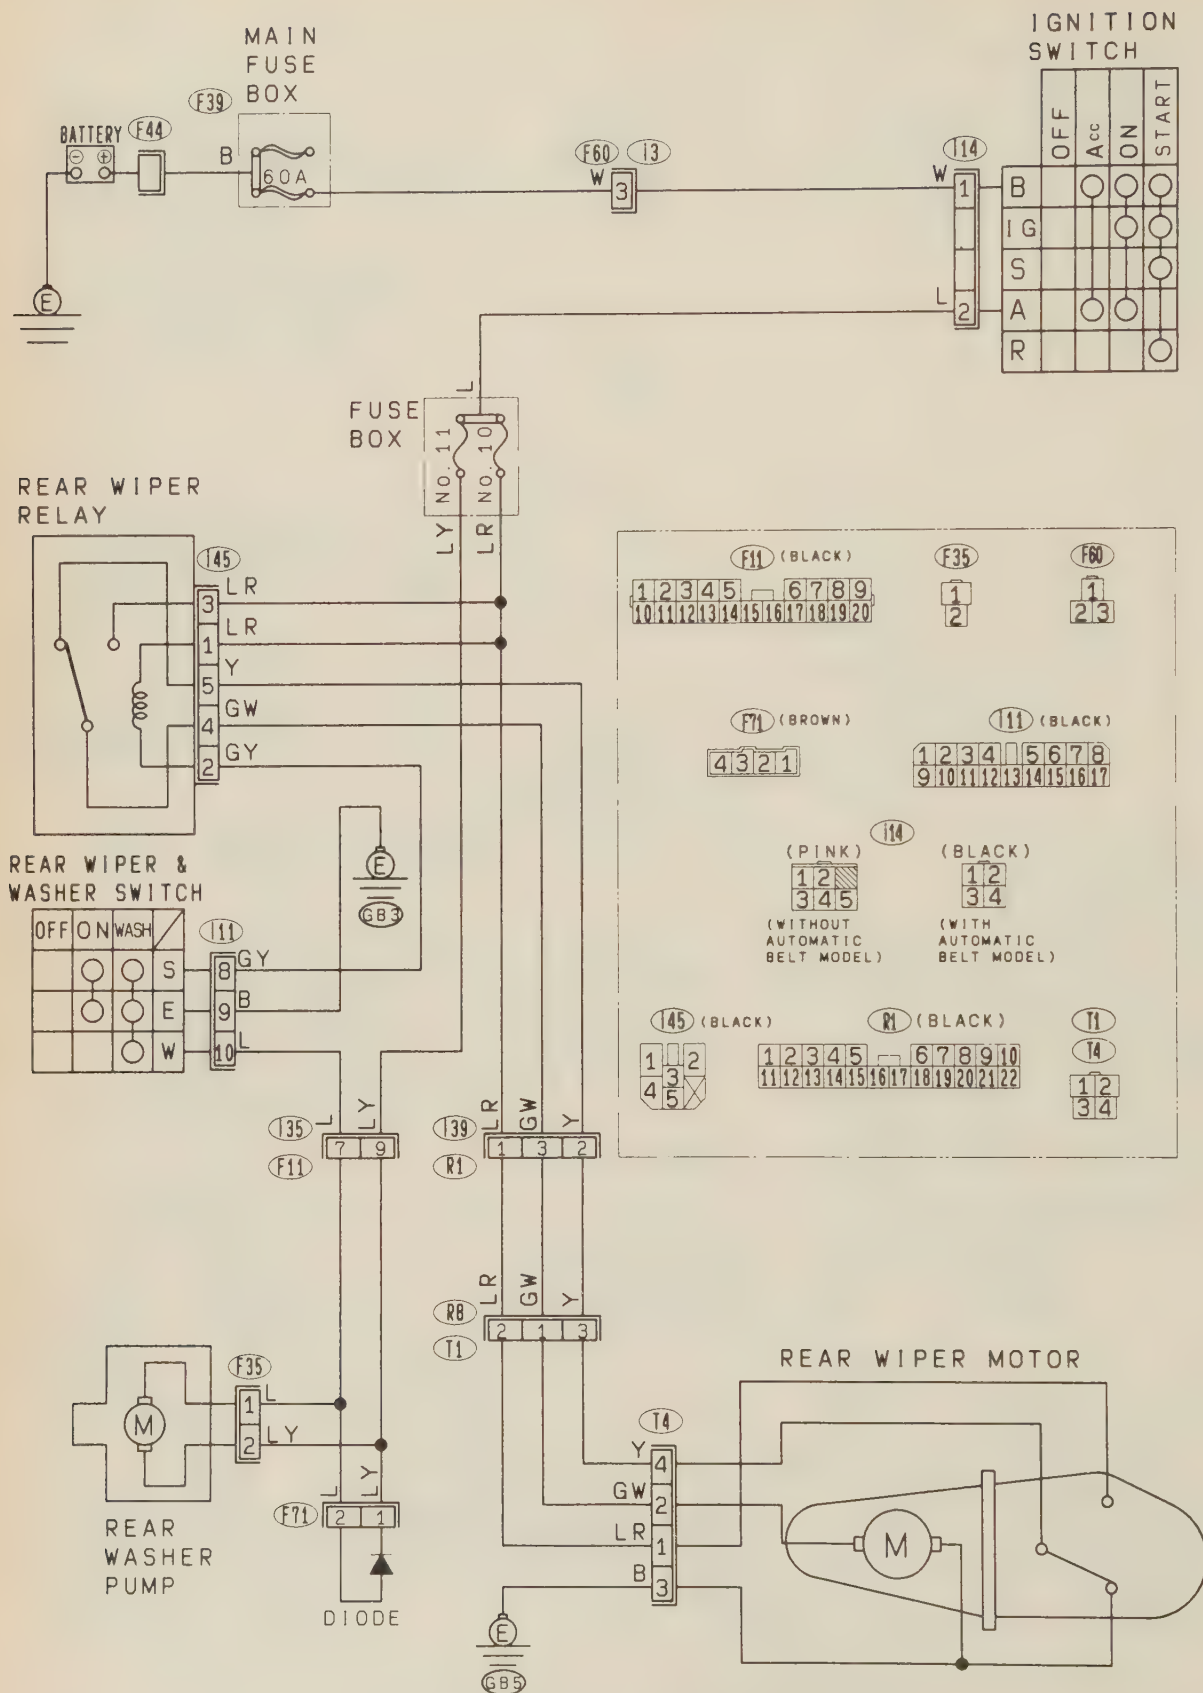 MAIN
FUSE
BOX
IGNITION
SWITCH
F39
BATTERY
F44
B
60A
F60
I3
W
3
I14
W
1
L
2
OFF
Acc
ON
START
B
IG
S
A
R
E
L
FUSE
BOX
NO. 11
NO. 10
LY
LR
REAR WIPER
RELAY
I45
3 LR
1 LR
5 Y
4 GW
2 GY
E
GB3
REAR WIPER &
WASHER SWITCH
OFF ON WASH
I11
S 8 GY
E 9 B
W 10 L
F11 (BLACK)
1 2 3 4 5 6 7 8 9
10 11 12 13 14 15 16 17 18 19 20
F35
1
2
F60
1
2 3
F71 (BROWN)
4 3 2 1
I11 (BLACK)
1 2 3 4 5 6 7 8
9 10 11 12 13 14 15 16 17
I14
(PINK)
1 2
3 4 5
(WITHOUT
AUTOMATIC
BELT MODEL)
(BLACK)
1 2
3 4
(WITH
AUTOMATIC
BELT MODEL)
I45 (BLACK)
1 2
3
4 5
R1 (BLACK)
1 2 3 4 5 6 7 8 9 10
11 12 13 14 15 16 17 18 19 20 21 22
T1
T4
1 2
3 4
L LY
I35
7 9
F11
LR GW Y
I39
1 3 2
R1
LR GW Y
R8
2 1 3
T1
F35
1 L
2 LY
M
REAR
WASHER
PUMP
L LY
F71
2 1
DIODE
REAR WIPER MOTOR
T4
Y 4
GW 2
LR 1
B 3
M
E
GB5